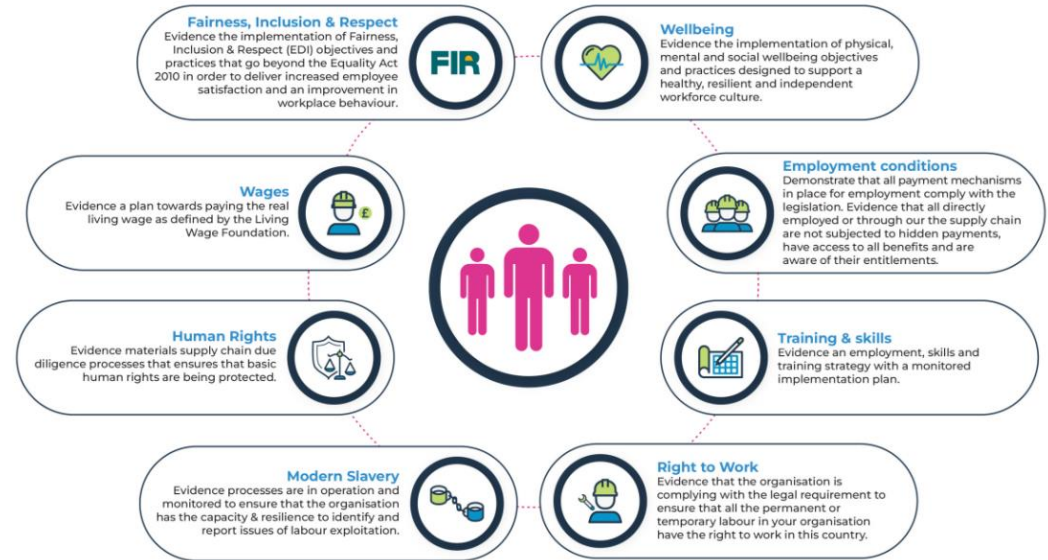 Fairness, Inclusion & Respect
Evidence the implementation of Fairness,
Inclusion & Respect (EDI) objectives and
practices that go beyond the Equality Act
2010 in order to deliver increased employee
satisfaction and an improvement in
workplace behaviour.
FIR
Wellbeing
Evidence the implementation of physical,
mental and social wellbeing objectives
and practices designed to support a
healthy, resilient and independent
workforce culture.
Wages
Evidence a plan towards paying the real
living wage as defined by the Living
Wage Foundation.
£
Employment conditions
Demonstrate that all payment mechanisms
in place for employment comply with the
legislation. Evidence that all directly
employed or through our the supply chain
are not subjected to hidden payments,
have access to all benefits and are
aware of their entitlements.
Human Rights
Evidence materials supply chain due
diligence processes that ensures that basic
human rights are being protected.
Training & skills
Evidence an employment, skills and
training strategy with a monitored
implementation plan.
Modern Slavery
Evidence processes are in operation and
monitored to ensure that the organisation
has the capacity & resilience to identify and
report issues of labour exploitation.
Right to Work
Evidence that the organisation is
complying with the legal requirement to
ensure that all the permanent or
temporary labour in your organisation
have the right to work in this country.